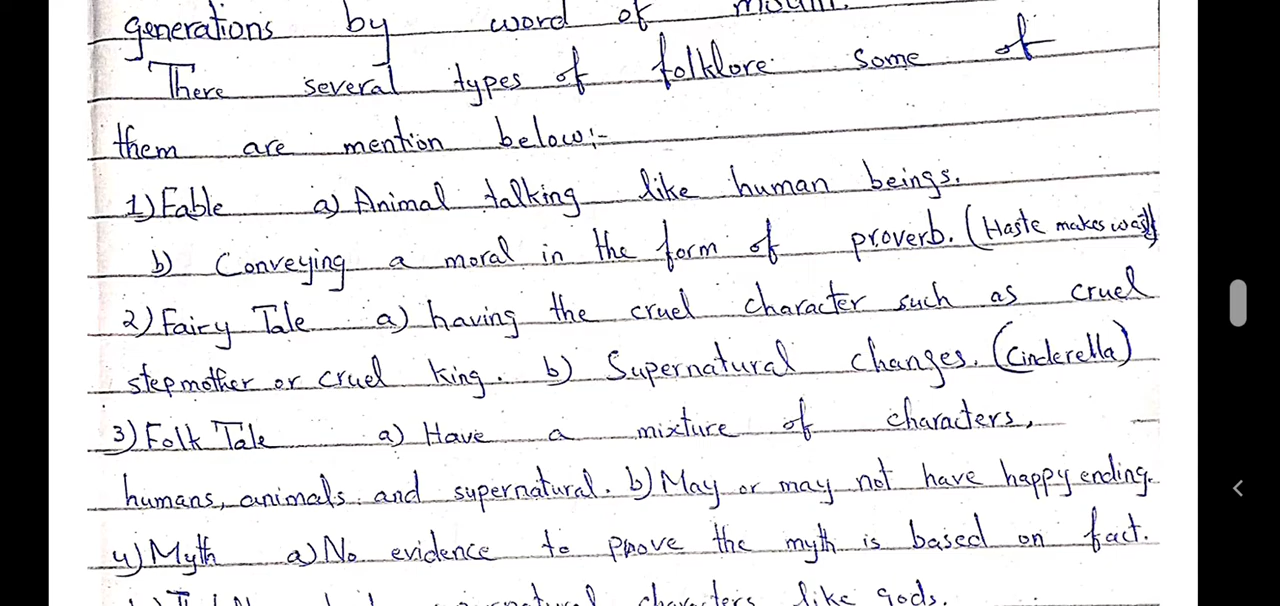 generations by word of mouth.
There several types of folklore. Some of
them are mention below:-
1) Fable a) Animal talking like human beings.
b) Conveying a moral in the form of proverb. (Haste makes waste)
2) Fairy Tale a) having the cruel character such as cruel
stepmother or cruel king. b) Supernatural changes. (Cinderella)
3) Folk Tale a) Have a mixture of characters,
humans, animals and supernatural. b) May or may not have happy ending.
4) Myth a) No evidence to prove the myth is based on fact.
characters like gods.